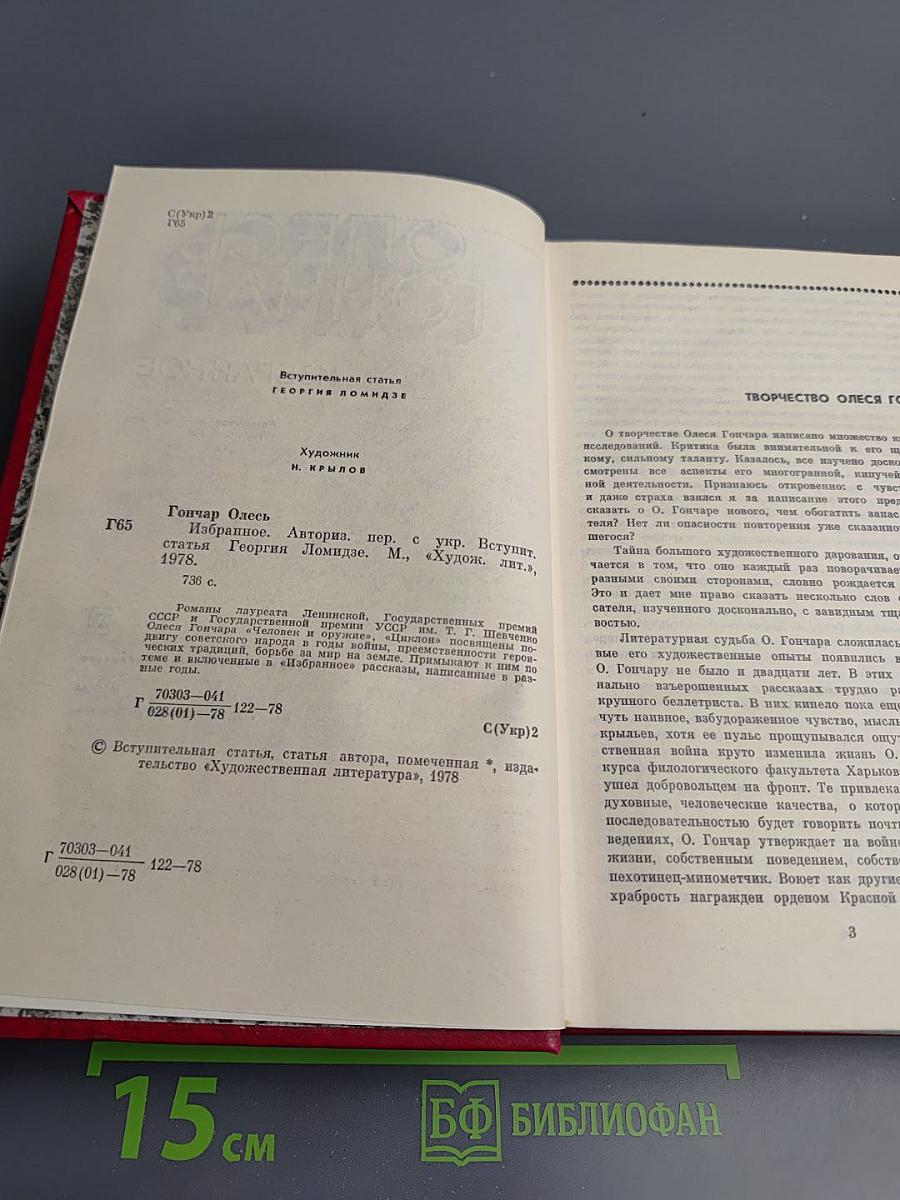 С(Укр)2
Г65
Вступительная статья
ГЕОРГИЯ ЛОМИДЗЕ
Художник
Н. КРЫЛОВ
Гончар Олесь
Г65 Избранное. Авториз. пер. с укр. Вступит.
статья Георгия Ломидзе. М., «Худож. лит.»,
1978.
736 с.
Романы лауреата Ленинской, Государственных премий
СССР и Государственной премии УССР им. Т. Г. Шевченко
Олеся Гончара «Человек и оружие», «Циклон» посвящены по-
двигу советского народа в годы войны, преемственности герои-
ческих традиций, борьбе за мир на земле. Примыкают к ним по
теме и включенные в «Избранное» рассказы, написанные в раз-
ные годы.
Г 70303—041
028(01)—78 122—78
С(Укр)2
© Вступительная статья, статья автора, помеченная *, изда-
тельство «Художественная литература», 1978
Г 70303—041
028(01)—78 122—78
ТВОРЧЕСТВО ОЛЕСЯ ГО
О творчестве Олеся Гончара написано множество
исследований. Критика была внимательной к его
кому, сильному таланту. Казалось, все изучено
смотрены все аспекты его многогранной, кипучей
ной деятельности. Признаюсь откровенно: с
и даже страха взялся я за написание этого
сказать о О. Гончаре нового, чем обогатить запас
теля? Нет ли опасности повторения уже
шегося?
Тайна большого художественного дарования,
чается в том, что оно каждый раз
разными своими сторонами, словно рождается
Это и дает мне право сказать несколько слов
сателя, изученного досконально, с завидным
востью.
Литературная судьба О. Гончара сложилась
вые его художественные опыты появились
О. Гончару не было и двадцати лет. В этих
нально взъерошенных рассказах трудно
крупного беллетриста. В них кипело пока
чуть наивное, взбудораженное чувство,
крыльев, хотя ее пульс прощупывался
ственная война круто изменила жизнь О.
курса филологического факультета
ушел добровольцем на фронт. Те
духовные, человеческие качества, о
последовательностью будет говорить
ведениях, О. Гончар утверждает на
жизни, собственным поведением,
пехотинец-минометчик. Воюет как другие
храбрость награжден орденом Красной
3
15 см
БФ БИБЛИОФАН